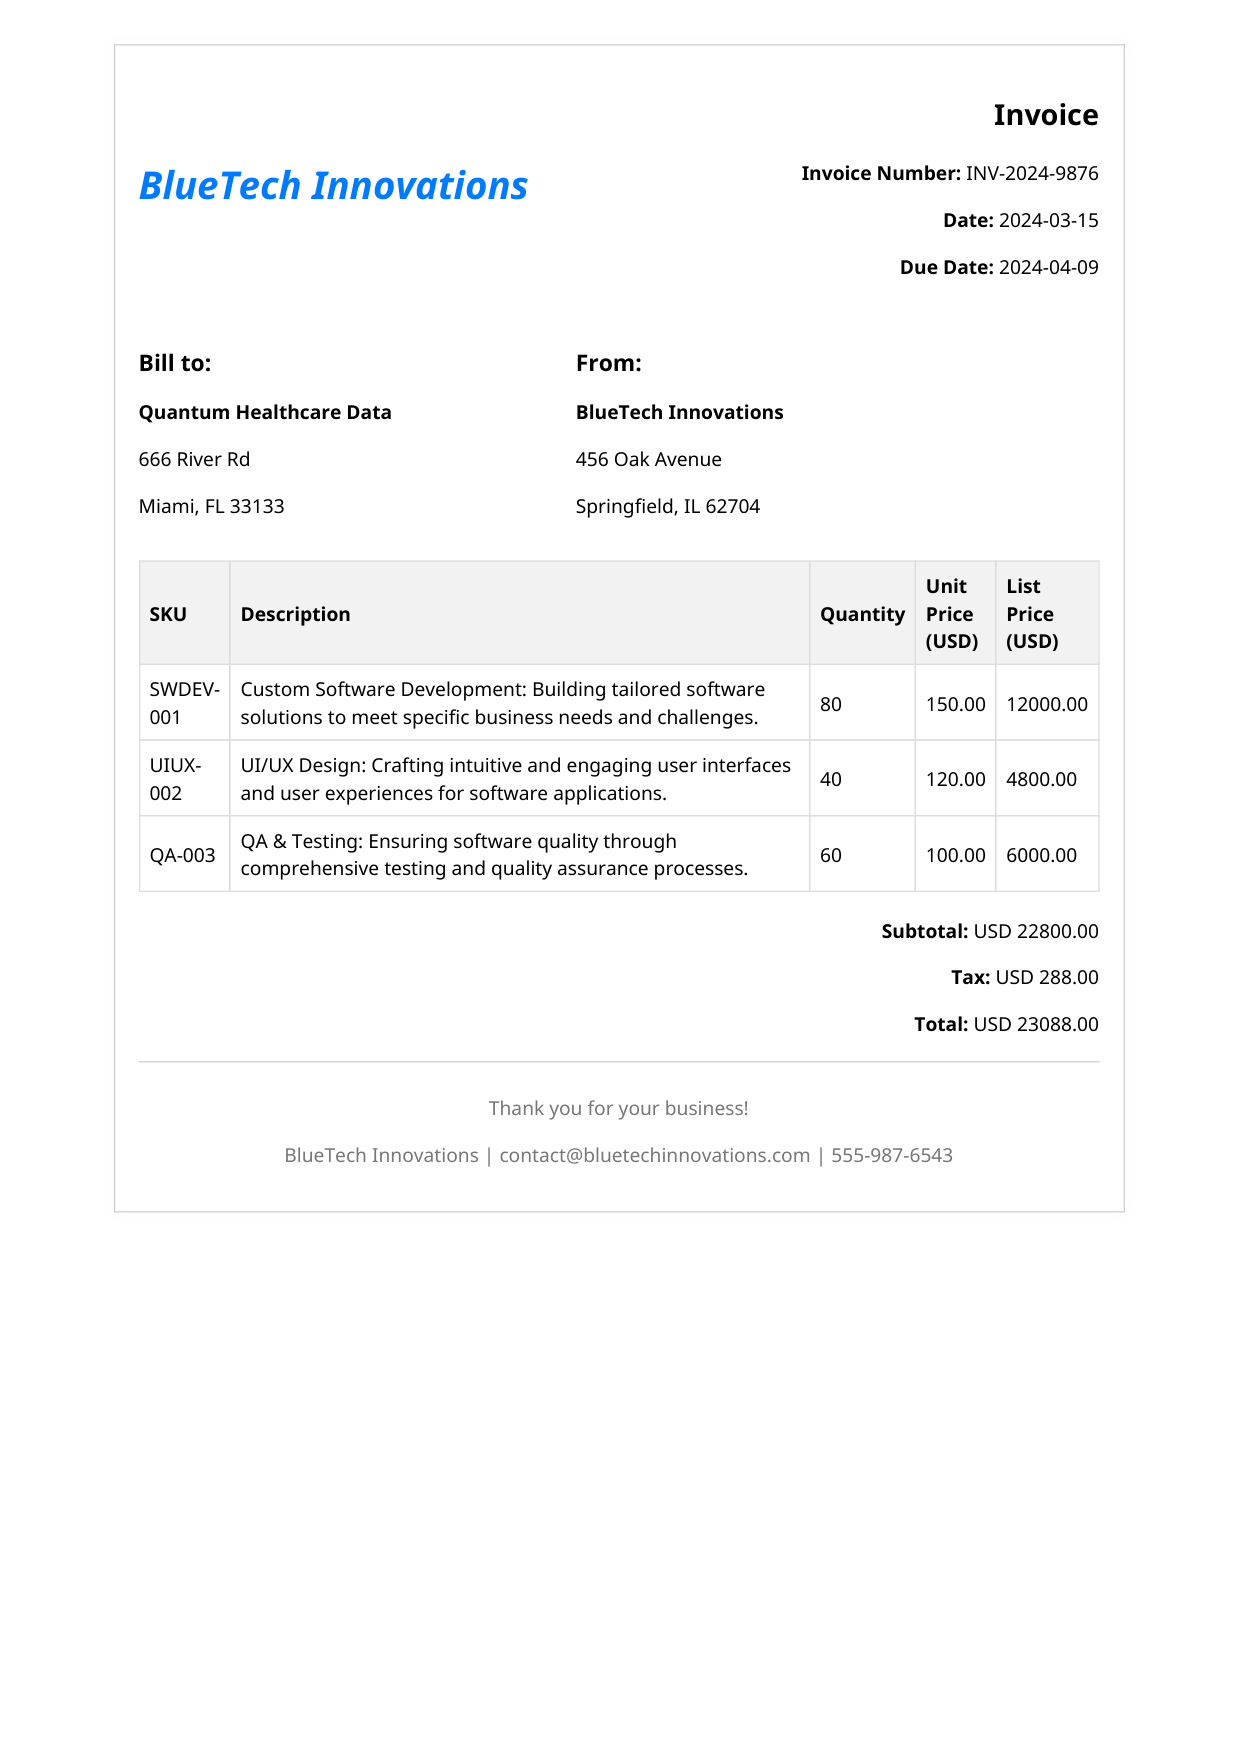 Invoice
BlueTech Innovations
Invoice Number: INV-2024-9876
Date: 2024-03-15
Due Date: 2024-04-09
Bill to:
Quantum Healthcare Data
666 River Rd
Miami, FL 33133
From:
BlueTech Innovations
456 Oak Avenue
Springfield, IL 62704
SKU Description Quantity Unit Price (USD) List Price (USD)
SWDEV-001 Custom Software Development: Building tailored software
solutions to meet specific business needs and challenges. 80 150.00 12000.00
UIUX-002 UI/UX Design: Crafting intuitive and engaging user interfaces
and user experiences for software applications. 40 120.00 4800.00
QA-003 QA & Testing: Ensuring software quality through
comprehensive testing and quality assurance processes. 60 100.00 6000.00
Subtotal: USD 22800.00
Tax: USD 288.00
Total: USD 23088.00
Thank you for your business!
BlueTech Innovations | contact@bluetechinnovations.com | 555-987-6543